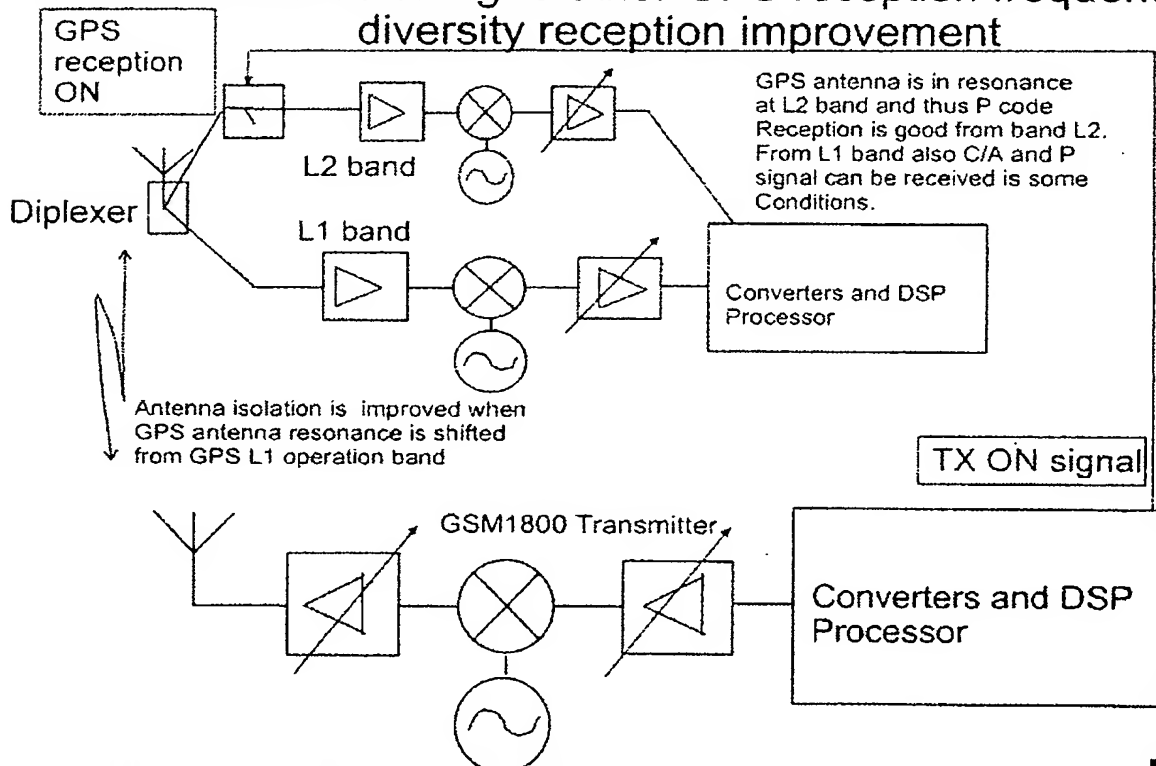 GPS reception
diversity reception improvement
GPS
reception
ON
GPS antenna is in resonance
at L2 band and thus P code
Reception is good from band L2.
From L1 band also C/A and P
signal can be received is some
Conditions.
L2 band
Diplexer
L1 band
Converters and DSP
Processor
Antenna isolation is improved when
GPS antenna resonance is shifted
from GPS L1 operation band
TX ON signal
GSM1800 Transmitter
Converters and DSP
Processor